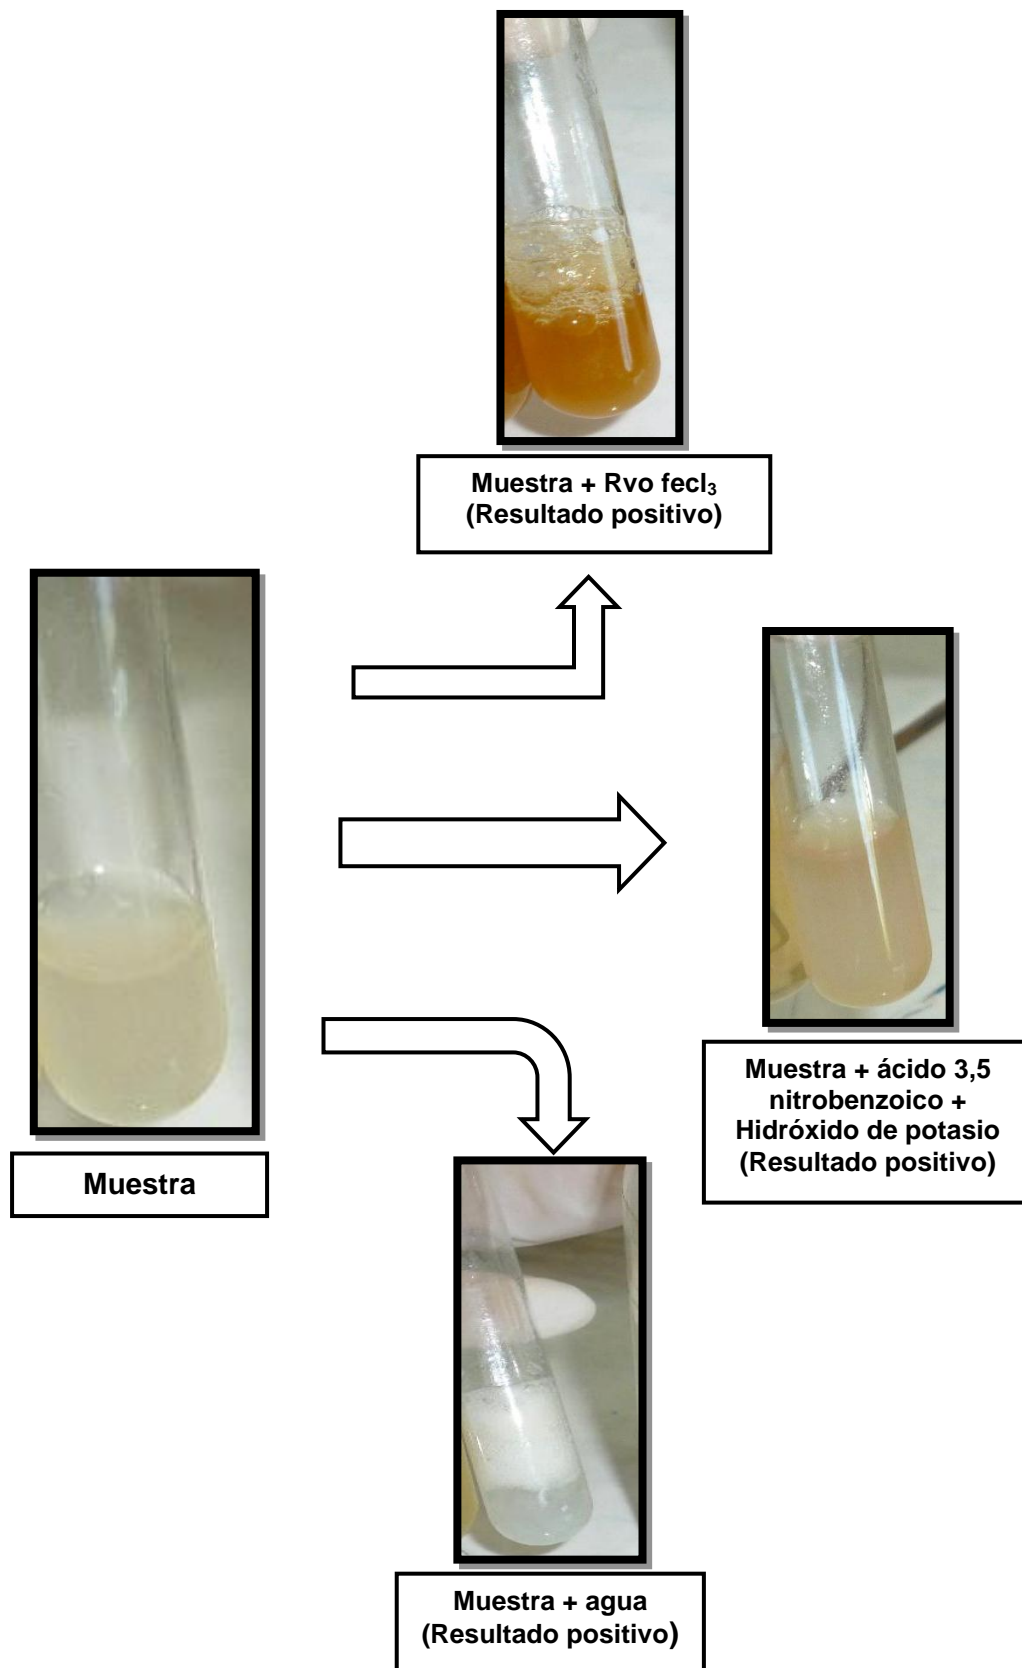 Muestra + Rvo fecl₃
(Resultado positivo)
Muestra
Muestra + ácido 3,5
nitrobenzoico +
Hidróxido de potasio
(Resultado positivo)
Muestra + agua
(Resultado positivo)